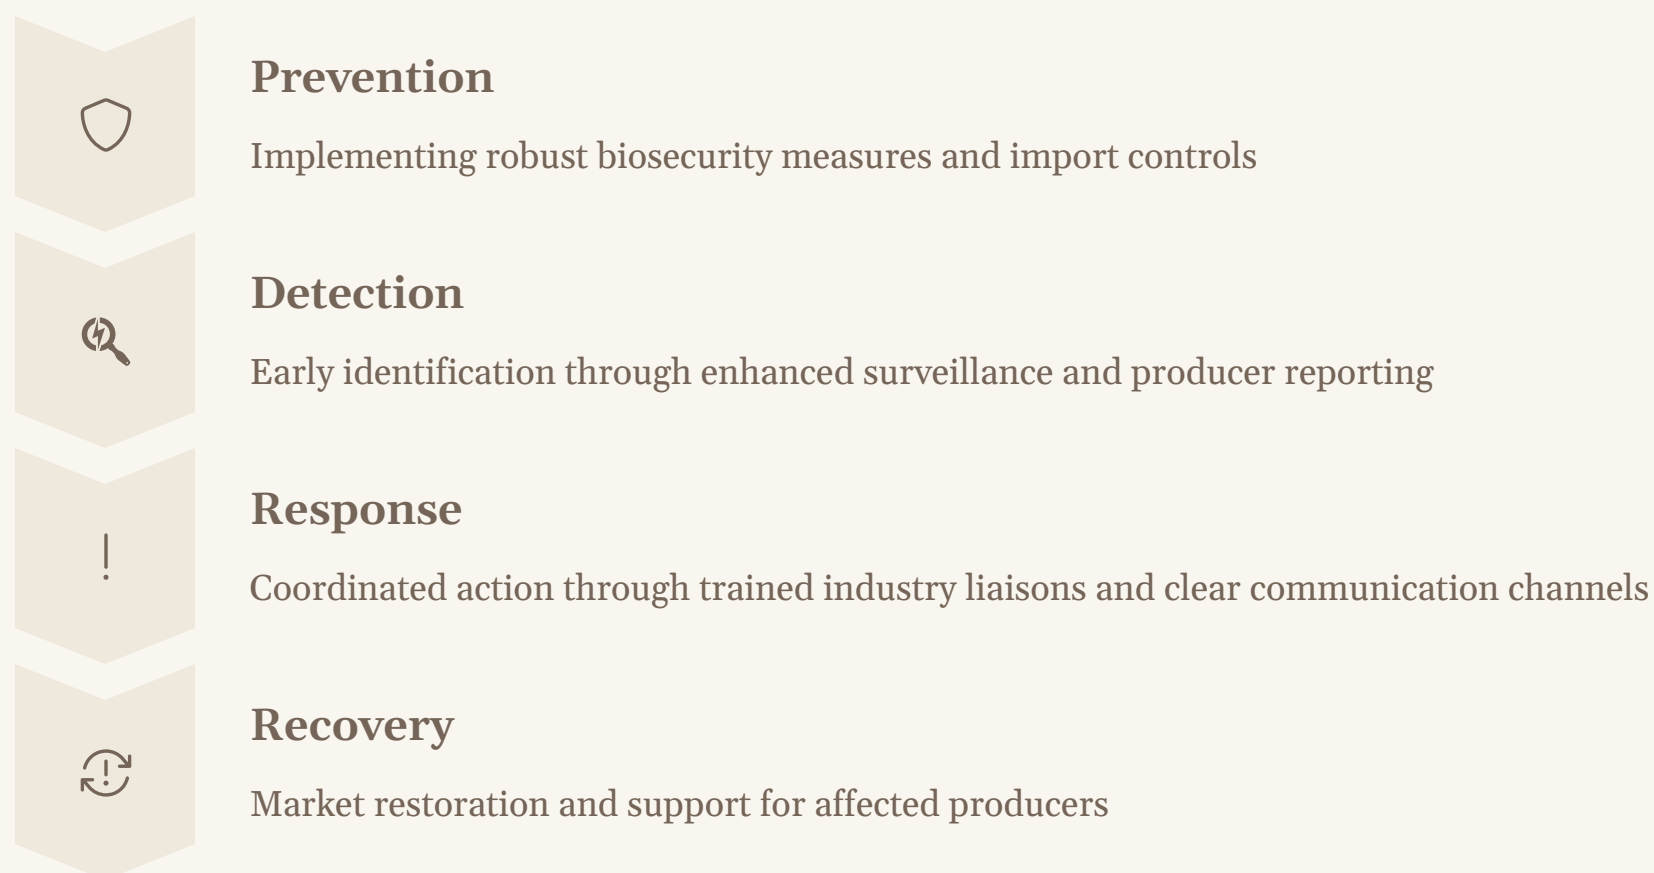 Prevention
Implementing robust biosecurity measures and import controls
Detection
Early identification through enhanced surveillance and producer reporting
Response
Coordinated action through trained industry liaisons and clear communication channels
Recovery
Market restoration and support for affected producers